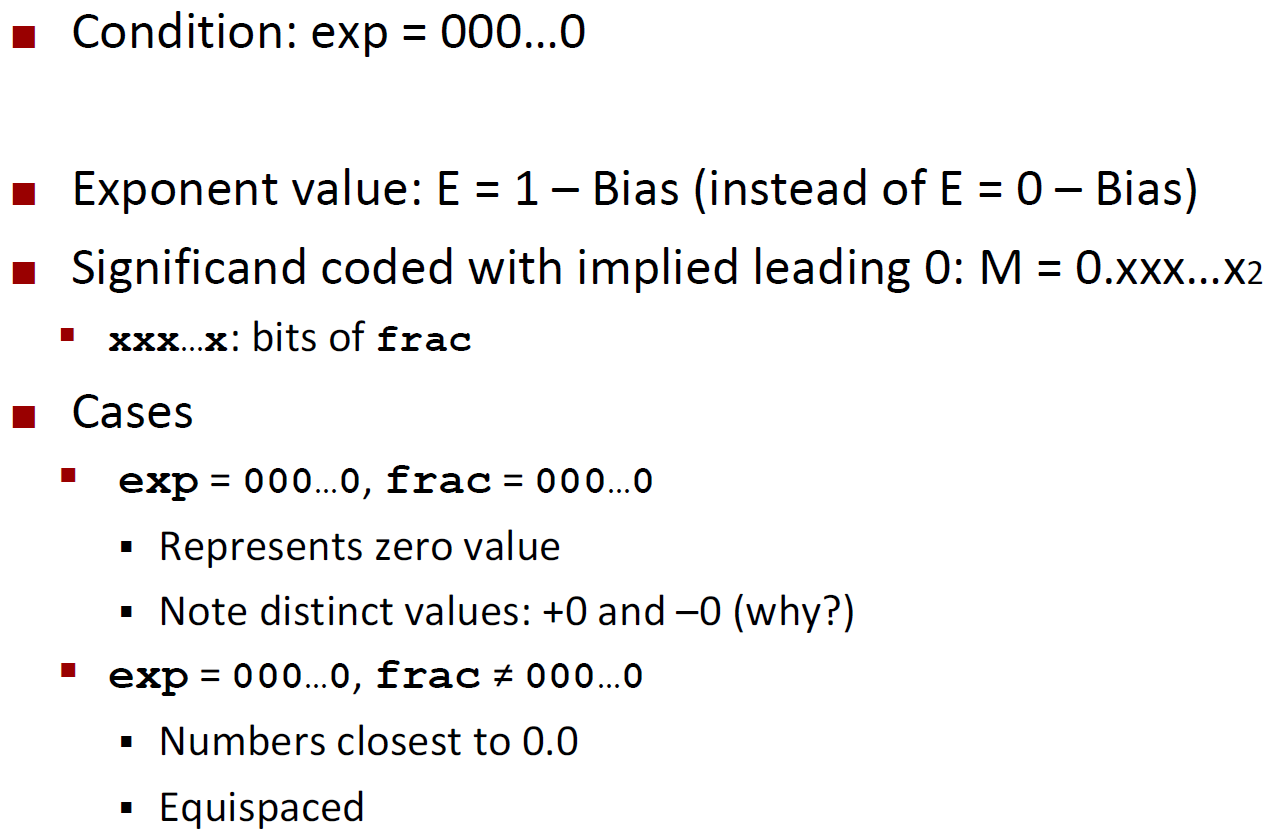 ■ Condition: exp = 000…0
■ Exponent value: E = 1 – Bias (instead of E = 0 – Bias)
■ Significand coded with implied leading 0: M = 0.xxx…x2
▪ xxx…x: bits of frac
■ Cases
▪ exp = 000…0, frac = 000…0
▪ Represents zero value
▪ Note distinct values: +0 and –0 (why?)
▪ exp = 000…0, frac ≠ 000…0
▪ Numbers closest to 0.0
▪ Equispaced